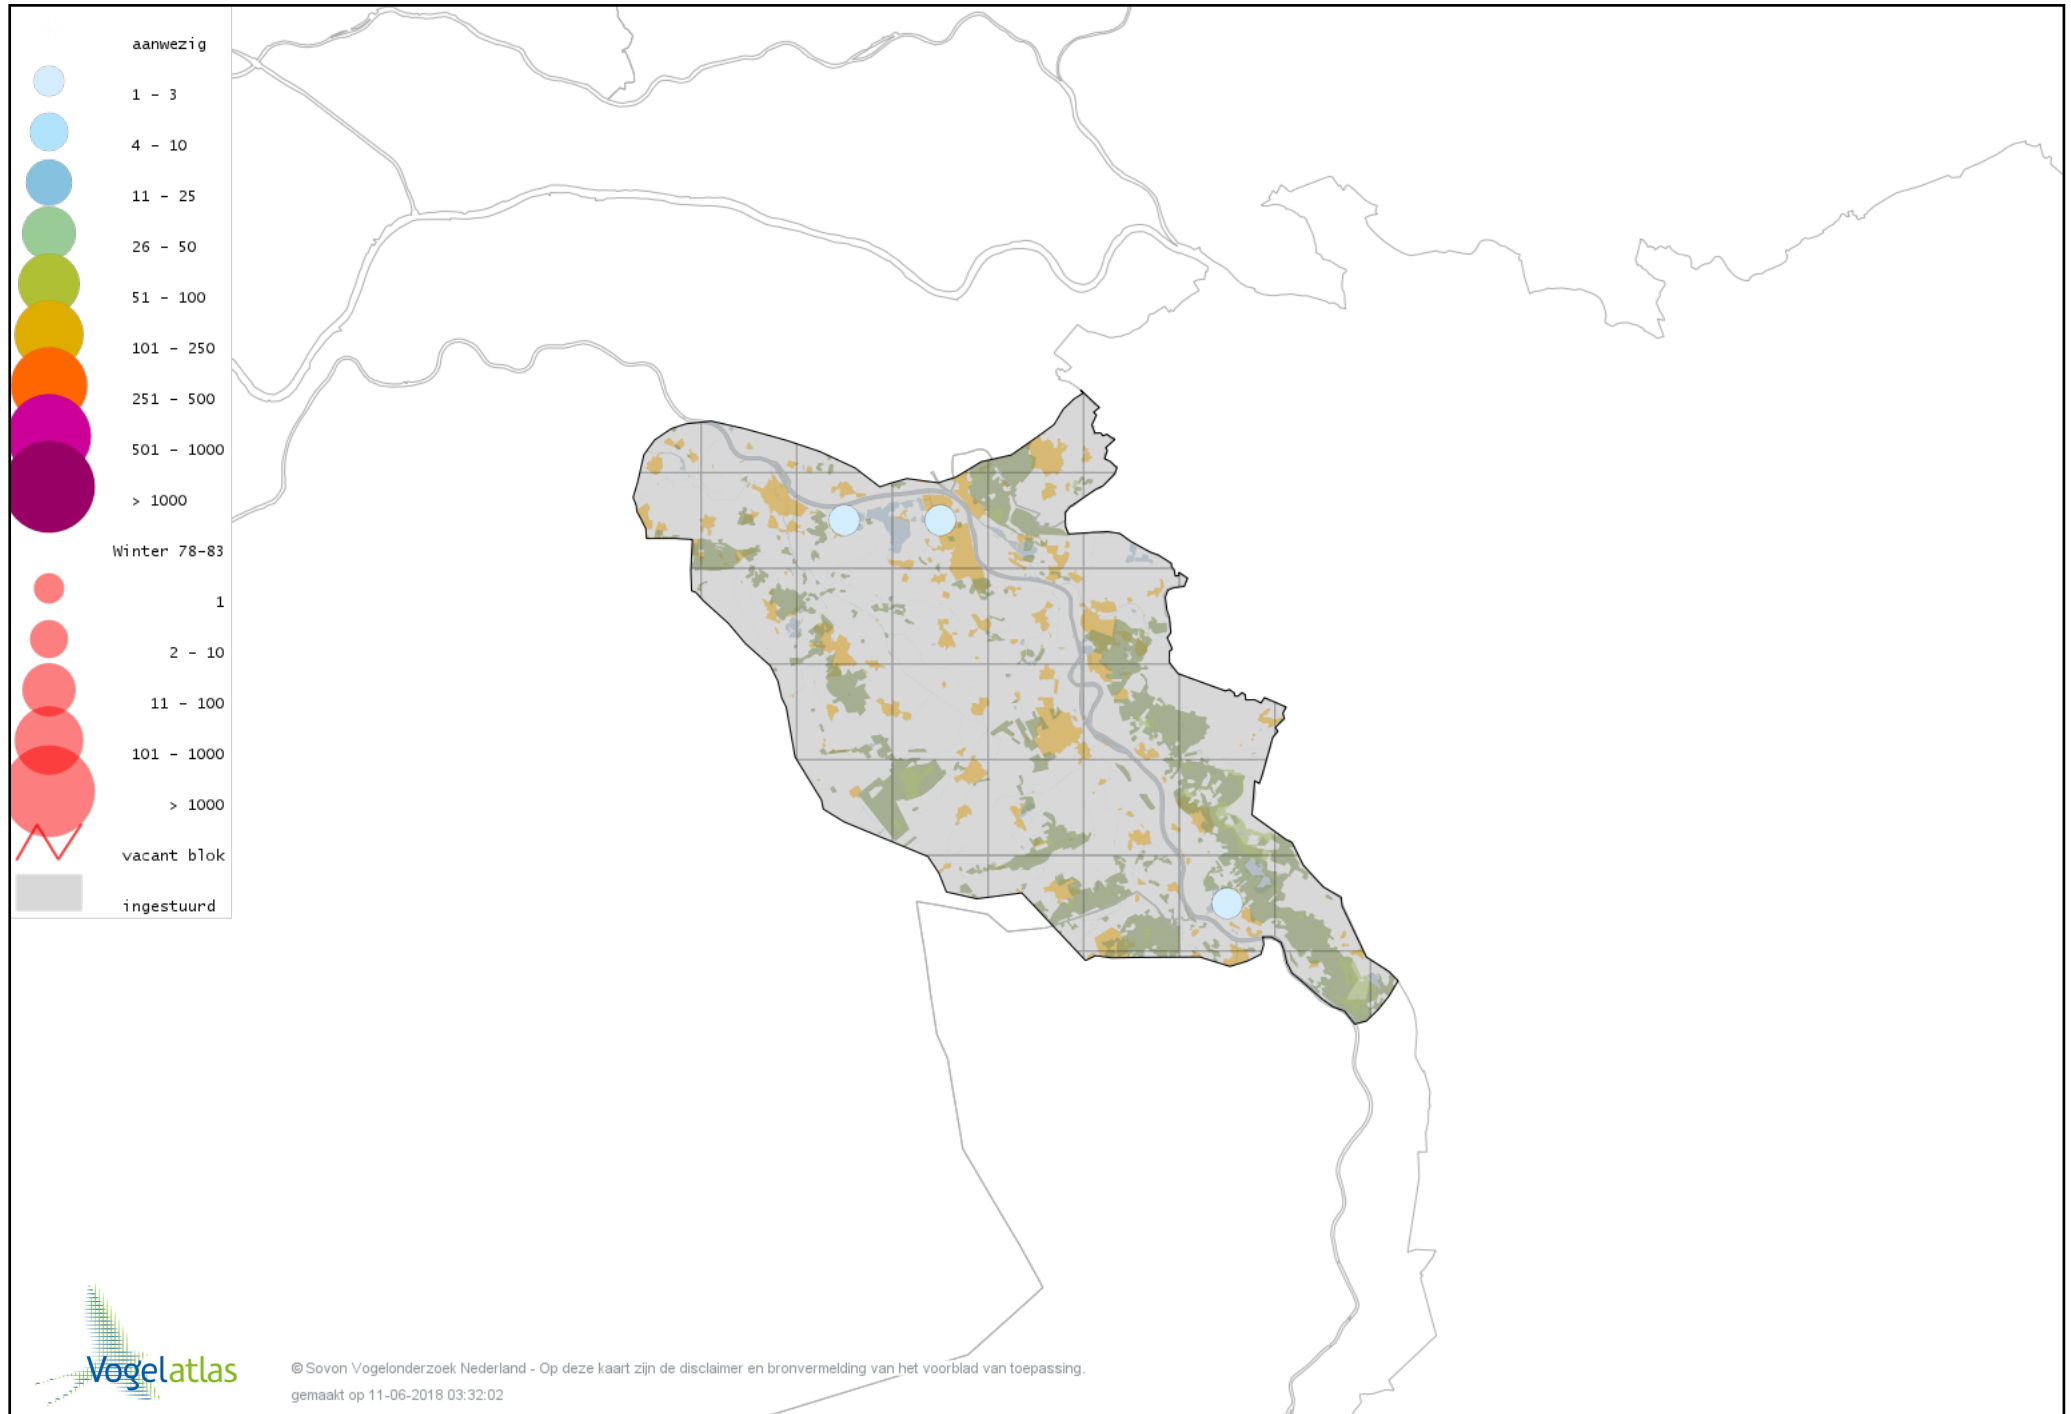 aanwezig
1 - 3
4 - 10
11 - 25
26 - 50
51 - 100
101 - 250
251 - 500
501 - 1000
> 1000
Winter 78-83
1
2 - 10
11 - 100
101 - 1000
> 1000
vacant blok
ingestuurd
Vogelatlas
© Sovon Vogelonderzoek Nederland - Op deze kaart zijn de disclaimer en bronvermelding van het voorblad van toepassing.
gemaakt op 11-06-2018 03:32:02